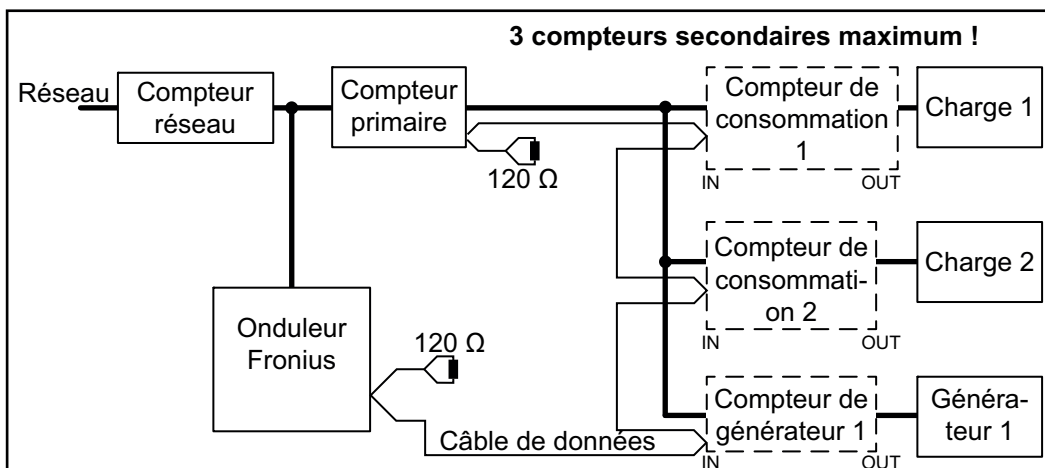 3 compteurs secondaires maximum !
Réseau
Compteur
réseau
Compteur
primaire
Compteur de
consommation
1
Charge 1
120 Ω
IN
OUT
Compteur de
consommati-
on 2
Charge 2
IN
OUT
Onduleur
Fronius
120 Ω
Compteur de
générateur 1
Généra-
teur 1
Câble de données
IN
OUT